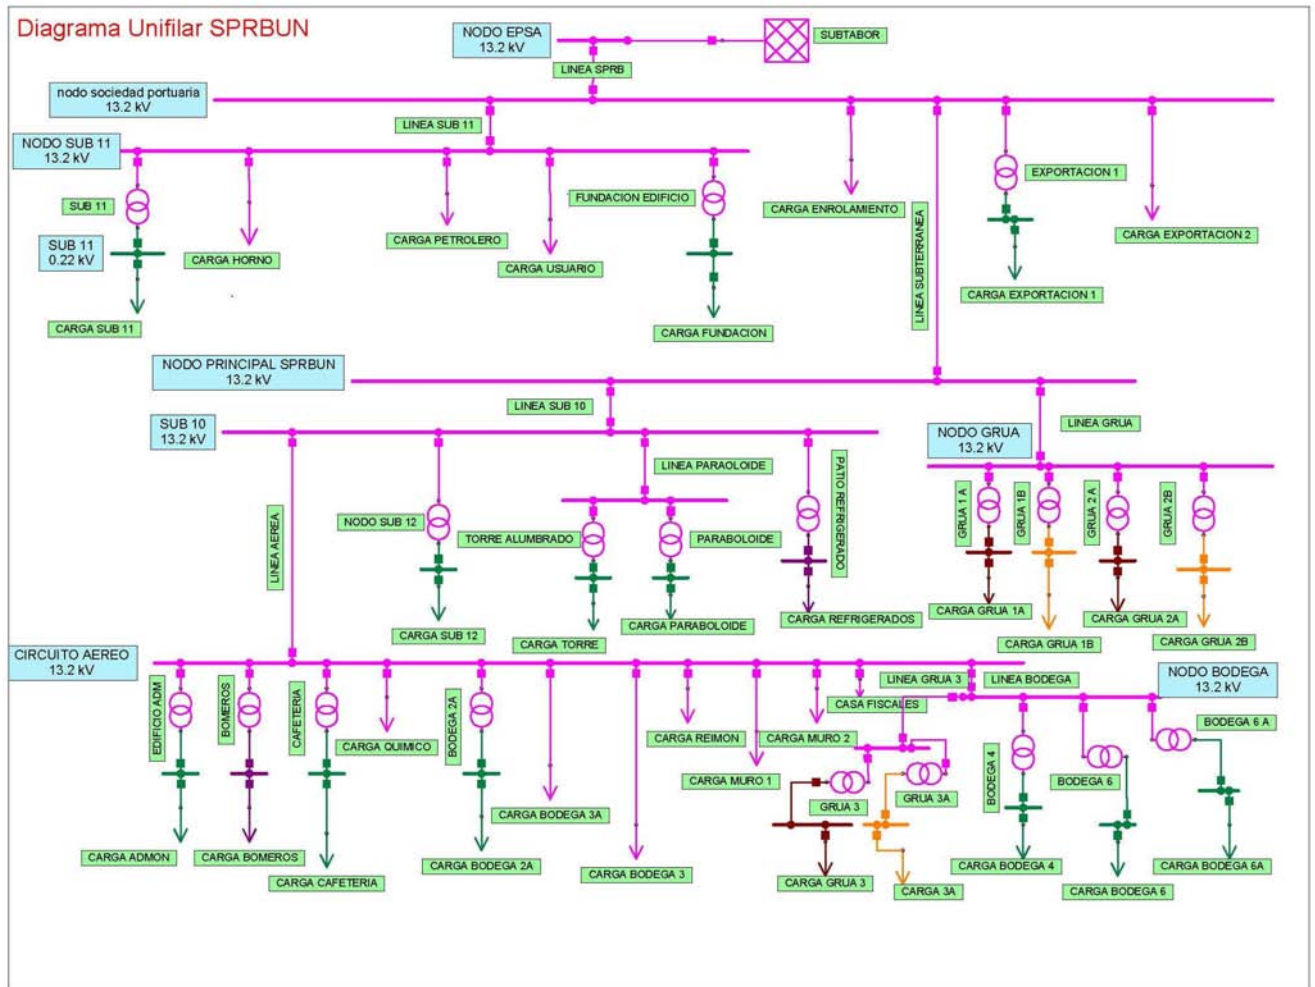 Diagrama Unifilar SPRBUN
NODO EPSA
13.2 kV
SUBTABOR
LINEA SPRB
nodo sociedad portuaria
13.2 kV
LINEA SUB 11
NODO SUB 11
13.2 kV
SUB 11
FUNDACION EDIFICIO
CARGA ENROLAMIENTO
LINEA SUBTERRANEA
EXPORTACION 1
SUB 11
0.22 kV
CARGA HORNO
CARGA PETROLERO
CARGA USUARIO
CARGA EXPORTACION 2
CARGA EXPORTACION 1
CARGA SUB 11
CARGA FUNDACION
NODO PRINCIPAL SPRBUN
13.2 kV
LINEA SUB 10
LINEA GRUA
SUB 10
13.2 kV
NODO GRUA
13.2 kV
LINEA PARAOLOIDE
PATIO REFRIGERADO
LINEA AEREA
NODO SUB 12
TORRE ALUMBRADO
PARABOLOIDE
GRUA 1 A
GRUA 1B
GRUA 2 A
GRUA 2B
CARGA SUB 12
CARGA TORRE
CARGA PARABOLOIDE
CARGA REFRIGERADOS
CARGA GRUA 1A
CARGA GRUA 1B
CARGA GRUA 2A
CARGA GRUA 2B
CIRCUITO AEREO
13.2 kV
EDIFICIO ADM
BOMEROS
CAFETERIA
CARGA QUIMICO
BODEGA 2A
CARGA REIMON
CARGA MURO 2
CASA FISCALES
LINEA GRUA 3
LINEA BODEGA
NODO BODEGA
13.2 kV
CARGA MURO 1
GRUA 3
GRUA 3A
BODEGA 4
BODEGA 6
BODEGA 6 A
CARGA BODEGA 3A
CARGA ADMON
CARGA BOMEROS
CARGA CAFETERIA
CARGA BODEGA 2A
CARGA BODEGA 3
CARGA GRUA 3
CARGA 3A
CARGA BODEGA 4
CARGA BODEGA 6
CARGA BODEGA 6A